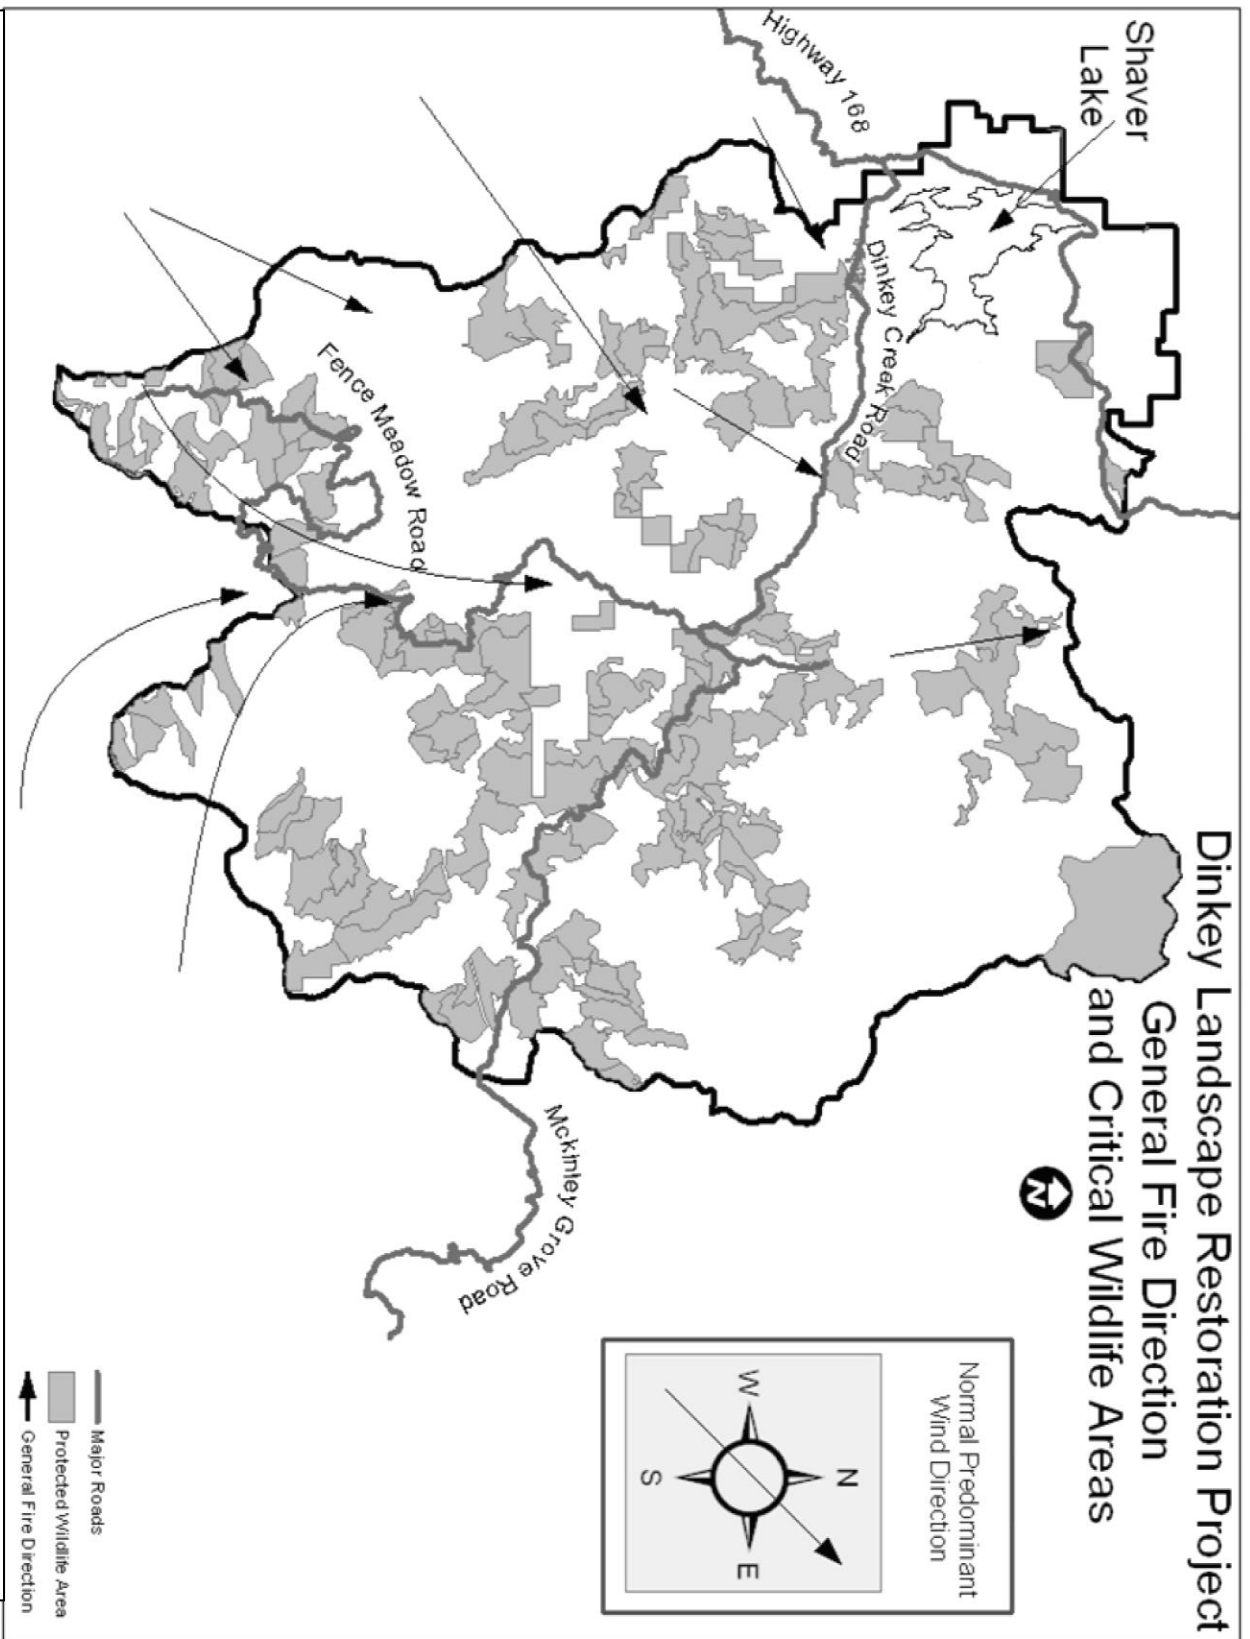 Dinkey Landscape Restoration Project
General Fire Direction
and Critical Wildlife Areas
N
Shaver
Lake
Highway 168
Dinkey Creek Road
Fence Meadow Road
Mckinley Grove Road
Normal Predominant
Wind Direction
N
W
E
S
Major Roads
Protected Wildlife Area
General Fire Direction